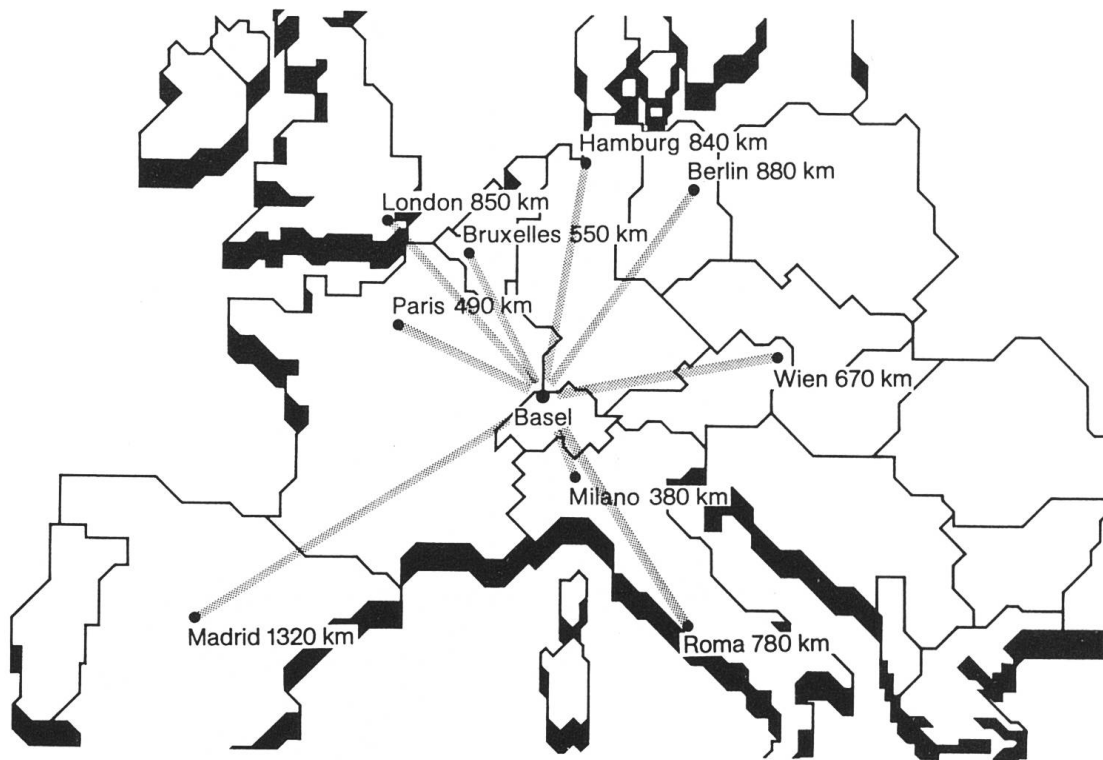 Hamburg 840 km
Berlin 880 km
London 850 km
Bruxelles 550 km
Paris 490 km
Wien 670 km
Basel
Milano 380 km
Madrid 1320 km
Roma 780 km